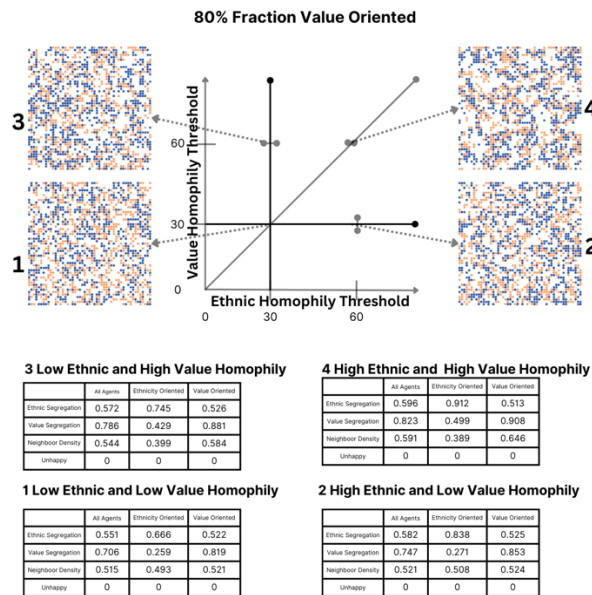 80% Fraction Value Oriented
3
4
1
2
Value Homophily Threshold
60
30
0
Ethnic Homophily Threshold
0
30
60
3 Low Ethnic and High Value Homophily
All Agents Ethnicity Oriented Value Oriented
Ethnic Segregation 0.572 0.745 0.526
Value Segregation 0.786 0.429 0.881
Neighboor Density 0.544 0.399 0.584
Unhappy 0 0 0
4 High Ethnic and High Value Homophily
All Agents Ethnicity Oriented Value Oriented
Ethnic Segregation 0.596 0.912 0.513
Value Segregation 0.823 0.499 0.908
Neighboor Density 0.591 0.389 0.646
Unhappy 0 0 0
1 Low Ethnic and Low Value Homophily
All Agents Ethnicity Oriented Value Oriented
Ethnic Segregation 0.551 0.666 0.522
Value Segregation 0.706 0.259 0.819
Neighboor Density 0.515 0.493 0.521
Unhappy 0 0 0
2 High Ethnic and Low Value Homophily
All Agents Ethnicity Oriented Value Oriented
Ethnic Segregation 0.582 0.838 0.525
Value Segregation 0.747 0.271 0.853
Neighboor Density 0.521 0.508 0.524
Unhappy 0 0 0